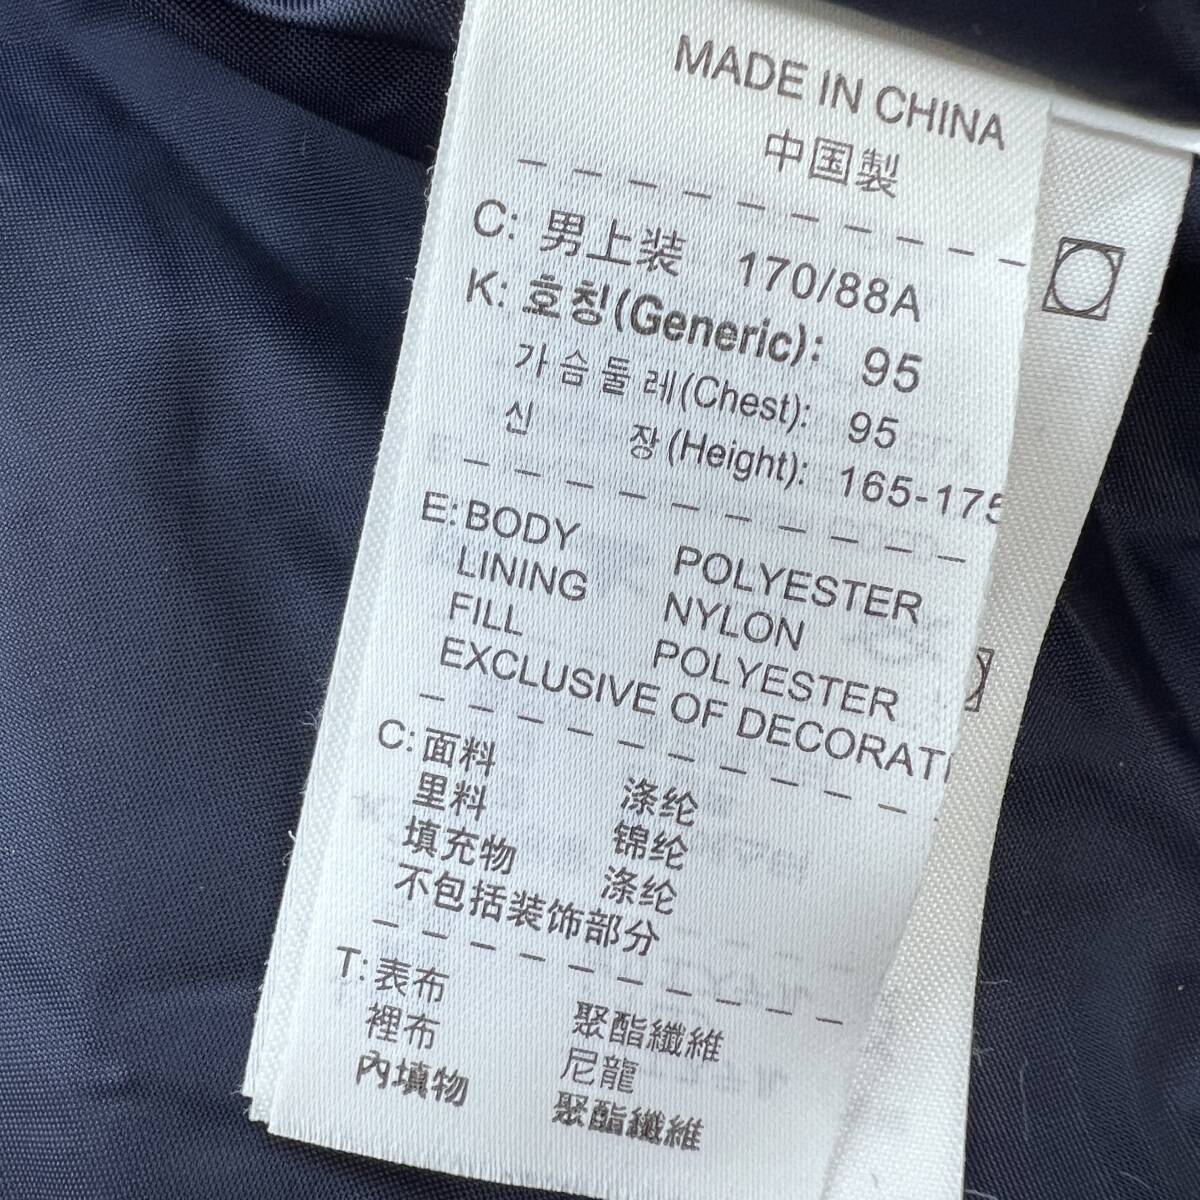 MADE IN CHINA
中国製
C: 男上装 170/88A
K: 호칭(Generic): 95
가슴둘레(Chest): 95
신 장(Height): 165-175
E: BODY POLYESTER
LINING NYLON
FILL POLYESTER
EXCLUSIVE OF DECORATI
C: 面料 涤纶
里料 锦纶
填充物 涤纶
不包括装饰部分
T: 表布 聚酯纖維
裡布 尼龍
內填物 聚酯纖維